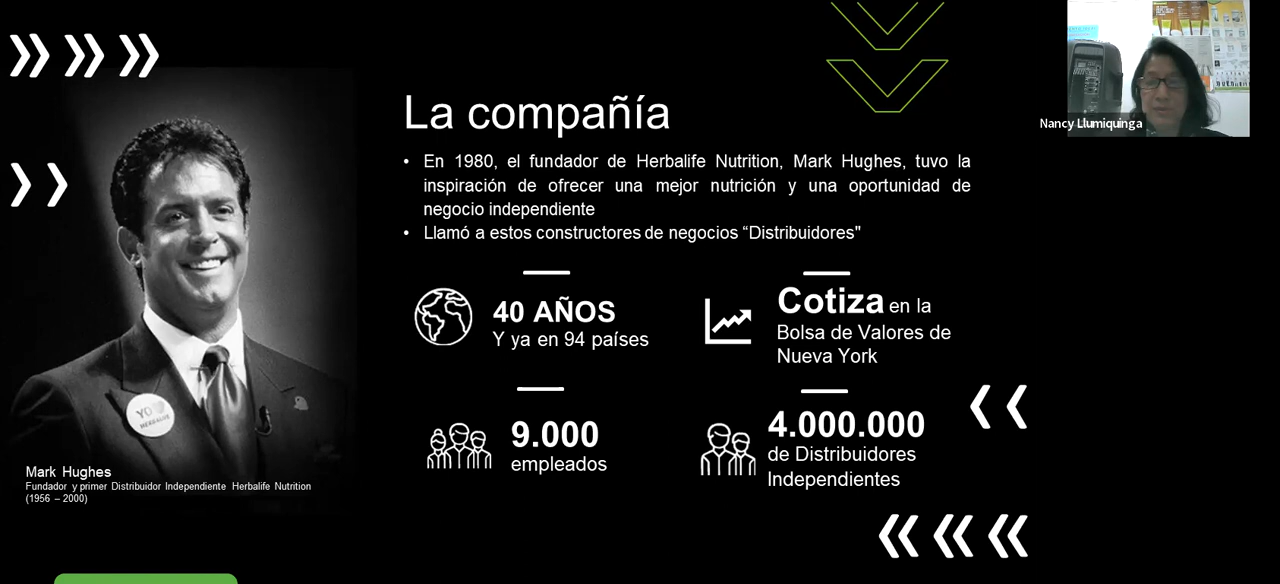 La compañía
Nancy Llumiquinga
• En 1980, el fundador de Herbalife Nutrition, Mark Hughes, tuvo la
inspiración de ofrecer una mejor nutrición y una oportunidad de
negocio independiente
• Llamó a estos constructores de negocios “Distribuidores"
40 AÑOS
Y ya en 94 países
Cotiza en la
Bolsa de Valores de
Nueva York
9.000
empleados
4.000.000
de Distribuidores
Independientes
YO
HERBALIFE
Mark Hughes
Fundador y primer Distribuidor Independiente Herbalife Nutrition
(1956 – 2000)